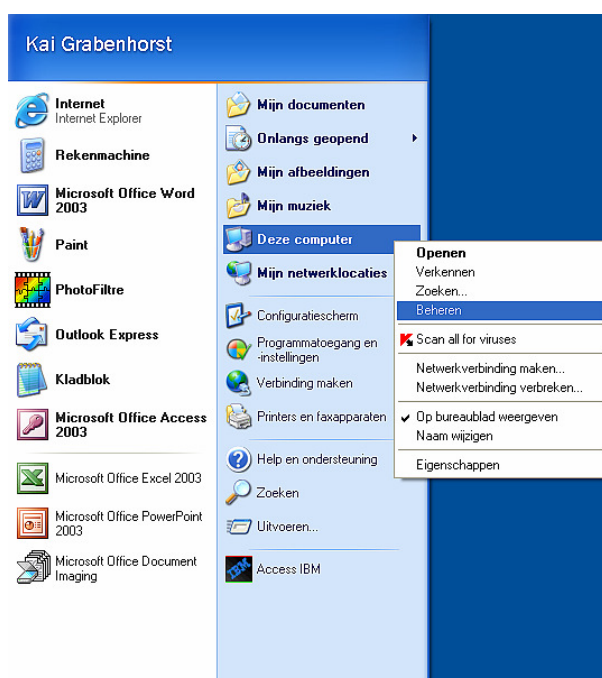 Kai Grabenhorst
Internet
Internet Explorer
Rekenmachine
Microsoft Office Word
2003
Paint
PhotoFiltre
Outlook Express
Kladblok
Microsoft Office Access
2003
Microsoft Office Excel 2003
Microsoft Office PowerPoint
2003
Microsoft Office Document
Imaging
Mijn documenten
Onlangs geopend
Mijn afbeeldingen
Mijn muziek
Deze computer
Mijn netwerklocaties
Configuratiescherm
Programmatoegang en
-instellingen
Verbinding maken
Printers en faxapparaten
Help en ondersteuning
Zoeken
Uitvoeren...
IBM
Access IBM
Openen
Verkennen
Zoeken...
Beheren
Scan all for viruses
Netwerkverbinding maken...
Netwerkverbinding verbreken...
Op bureaublad weergeven
Naam wijzigen
Eigenschappen